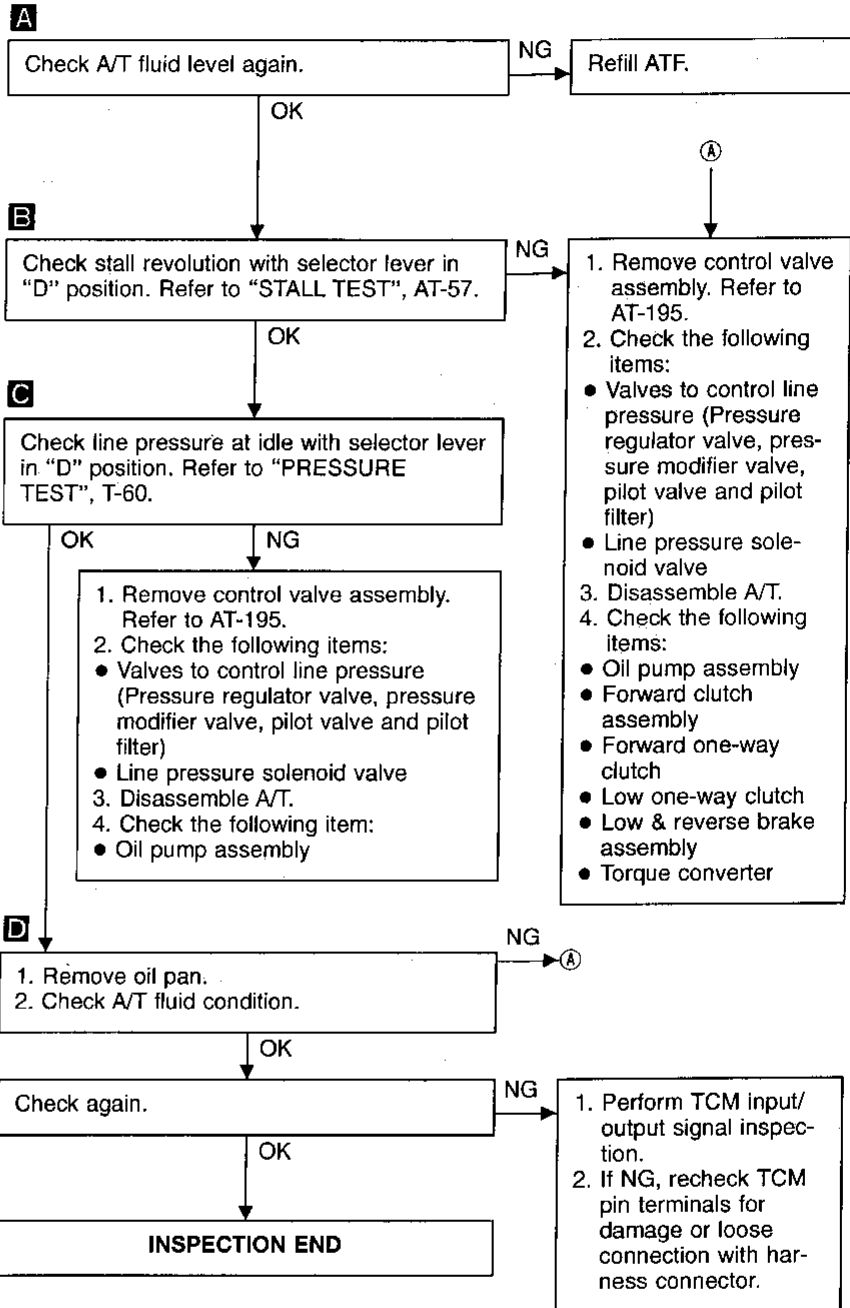 A
Check A/T fluid level again.
NG
Refill ATF.
OK
Ⓐ
B
Check stall revolution with selector lever in
"D" position. Refer to "STALL TEST", AT-57.
NG
1. Remove control valve
assembly. Refer to
AT-195.
2. Check the following
items:
● Valves to control line
pressure (Pressure
regulator valve, pres-
sure modifier valve,
pilot valve and pilot
filter)
● Line pressure sole-
noid valve
3. Disassemble A/T.
4. Check the following
items:
● Oil pump assembly
● Forward clutch
assembly
● Forward one-way
clutch
● Low one-way clutch
● Low & reverse brake
assembly
● Torque converter
OK
C
Check line pressure at idle with selector lever
in "D" position. Refer to "PRESSURE
TEST", T-60.
OK
NG
1. Remove control valve assembly.
Refer to AT-195.
2. Check the following items:
● Valves to control line pressure
(Pressure regulator valve, pressure
modifier valve, pilot valve and pilot
filter)
● Line pressure solenoid valve
3. Disassemble A/T.
4. Check the following item:
● Oil pump assembly
D
1. Remove oil pan.
2. Check A/T fluid condition.
NG
Ⓐ
OK
Check again.
NG
1. Perform TCM input/
output signal inspec-
tion.
2. If NG, recheck TCM
pin terminals for
damage or loose
connection with har-
ness connector.
OK
INSPECTION END